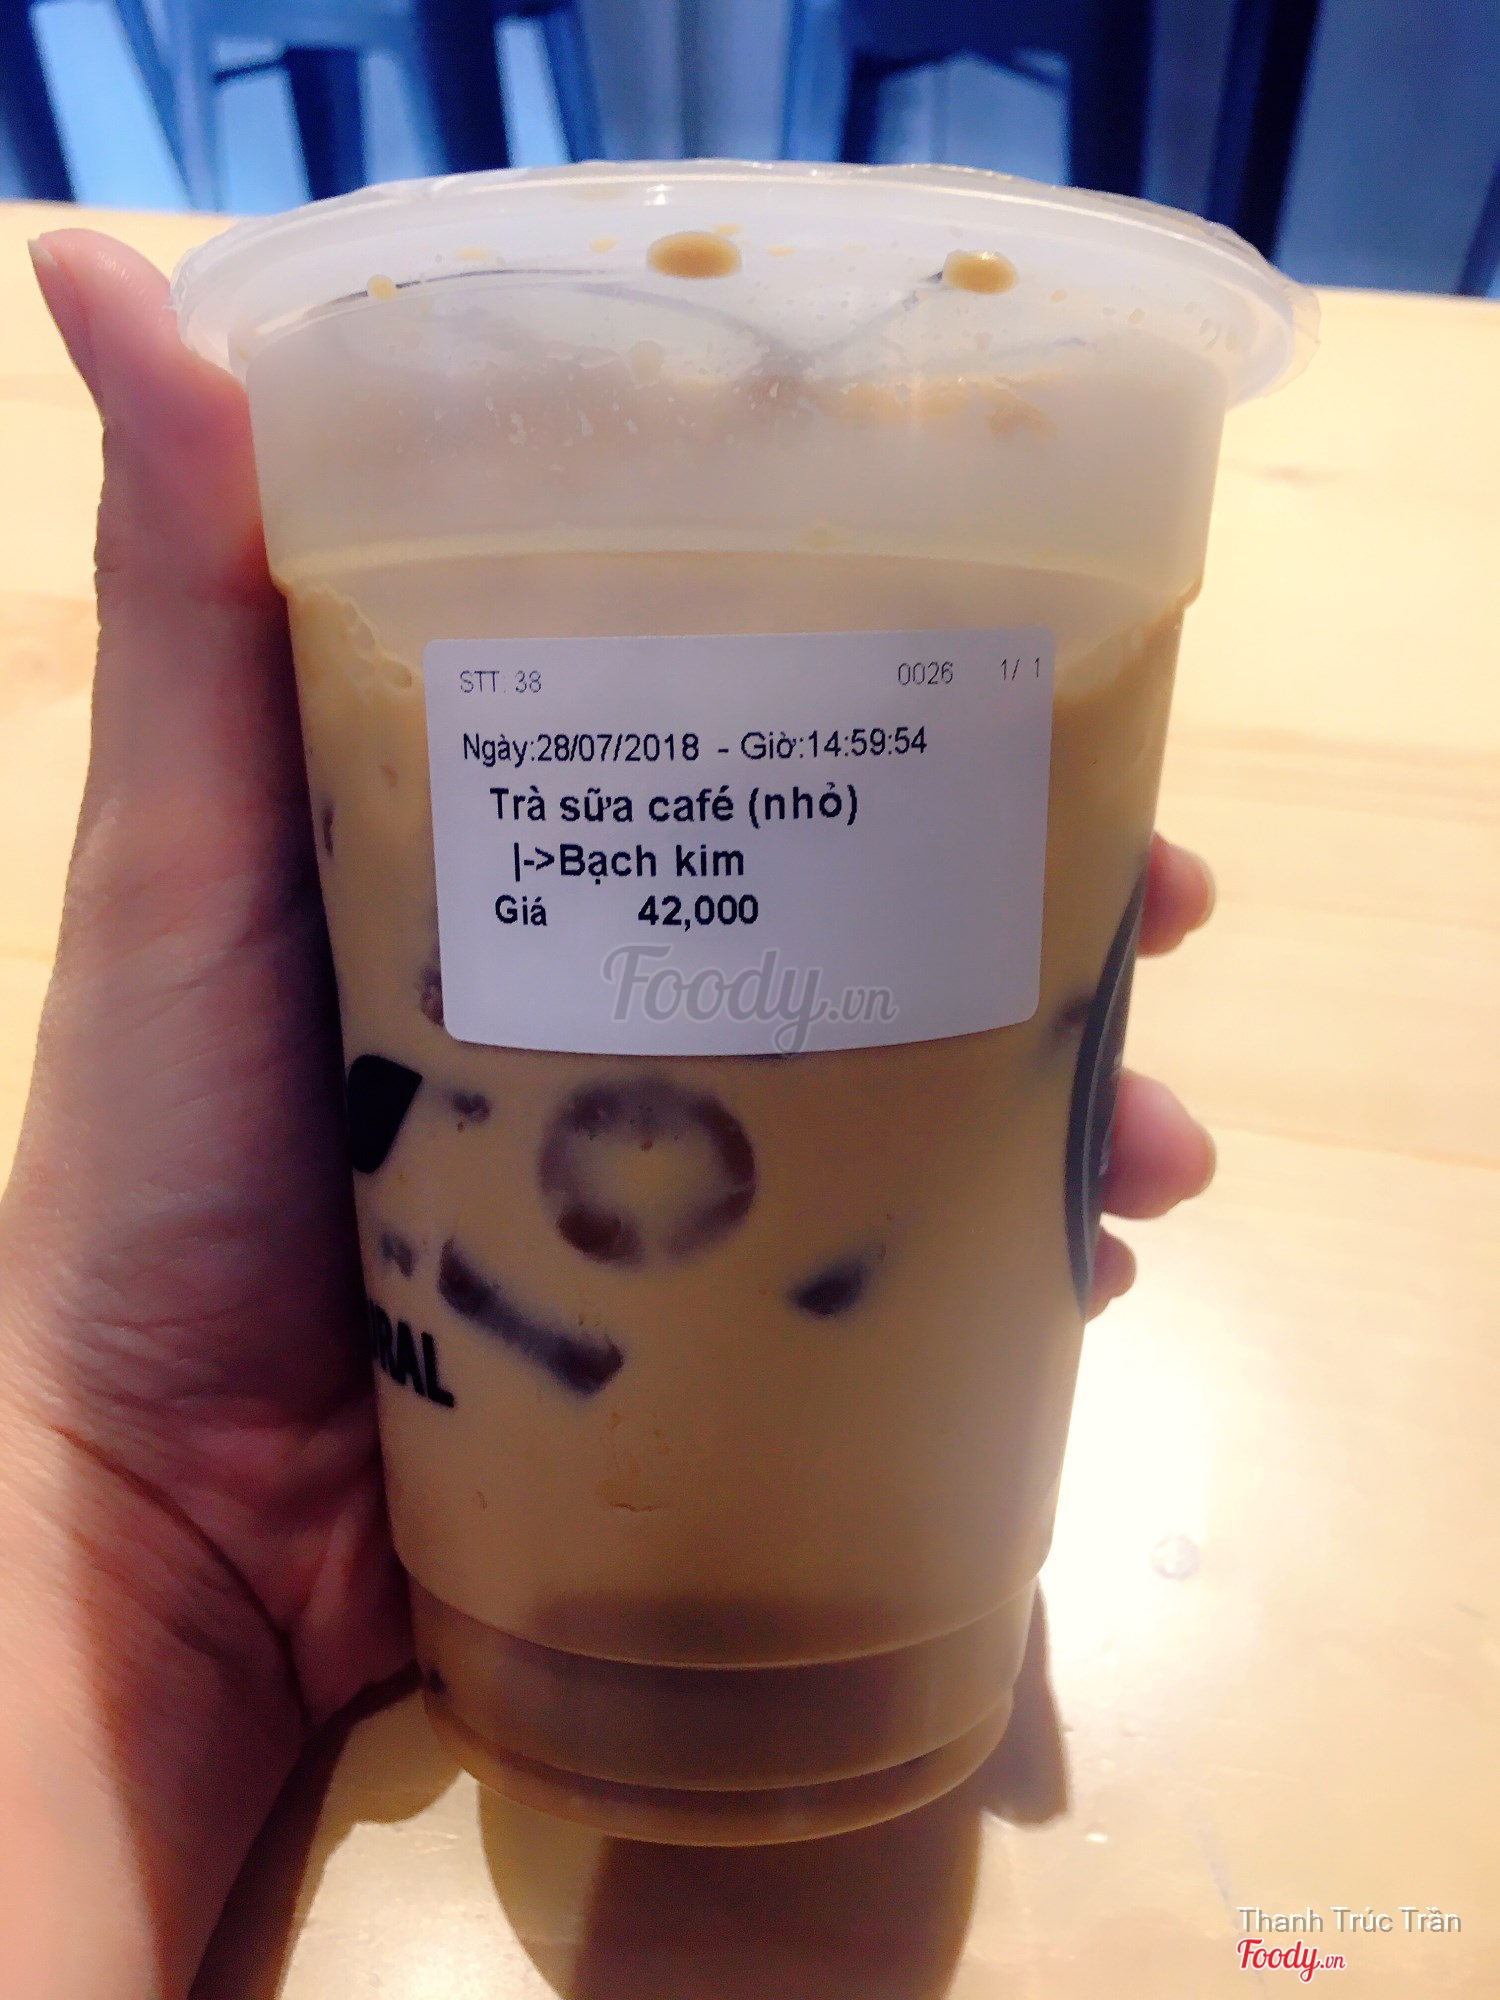 STT: 38 0026 1/ 1
Ngày:28/07/2018 - Giờ:14:59:54
Trà sữa café (nhỏ)
|->Bạch kim
Giá 42,000
Foody.vn
Thanh Trúc Trần
Foody.vn